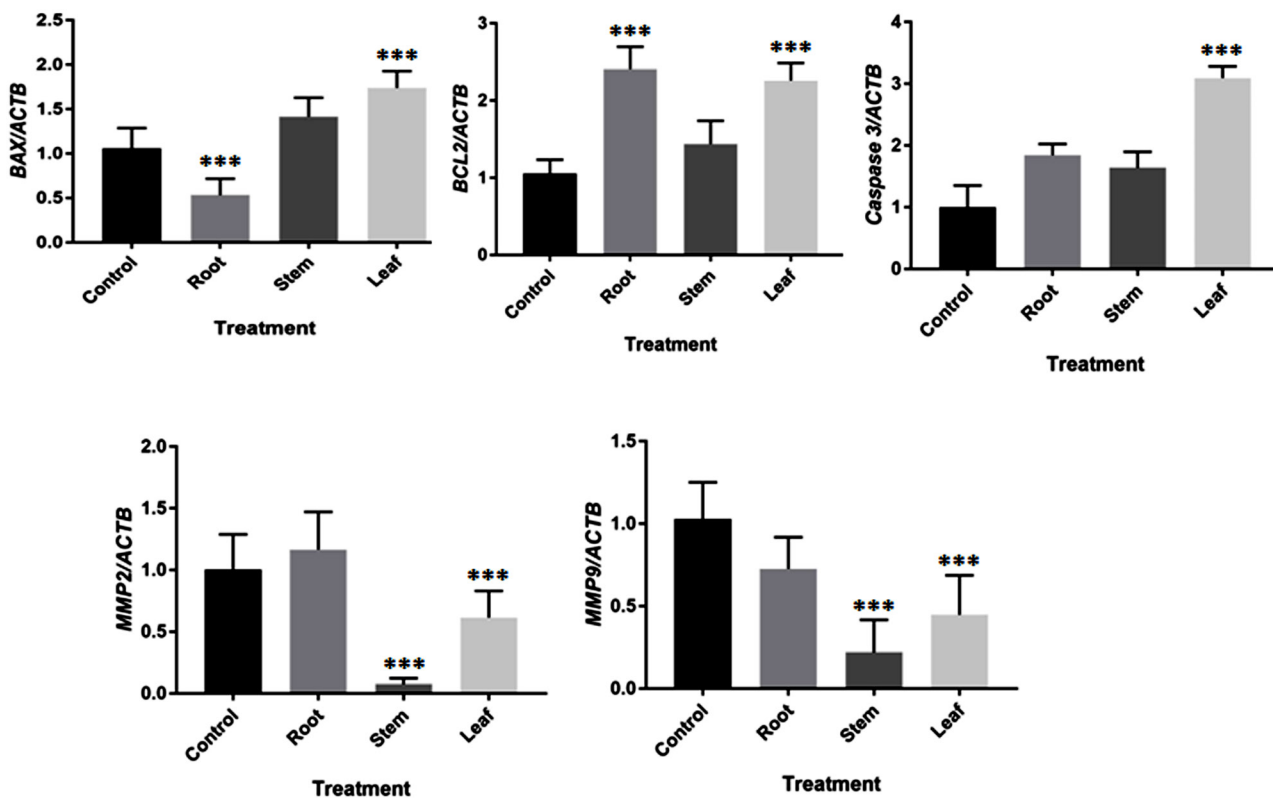 BAX/ACTB
2.5
2.0
1.5
1.0
0.5
0.0
***
***
Control
Root
Stem
Leaf
Treatment
BCL2/ACTB
3
2
1
0
***
***
Control
Root
Stem
Leaf
Treatment
Caspase 3/ACTB
4
3
2
1
0
***
Control
Root
Stem
Leaf
Treatment
MMP2/ACTB
2.0
1.5
1.0
0.5
0.0
***
***
Control
Root
Stem
Leaf
Treatment
MMP9/ACTB
1.5
1.0
0.5
0.0
***
***
Control
Root
Stem
Leaf
Treatment